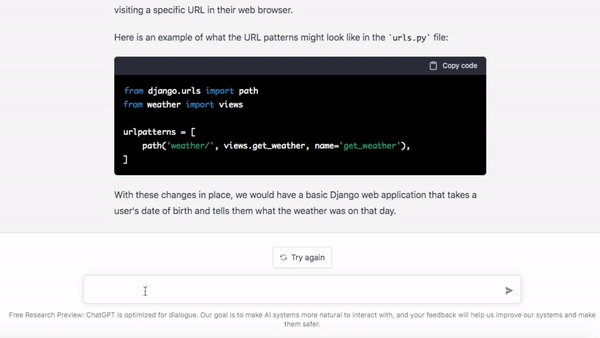 visiting a specific URL in their web browser.
Here is an example of what the URL patterns might look like in the `urls.py` file:
Copy code
from django.urls import path
from weather import views
urlpatterns = [
    path('weather/', views.get_weather, name='get_weather'),
]
With these changes in place, we would have a basic Django web application that takes a
user's date of birth and tells them what the weather was on that day.
Try again
Free Research Preview: ChatGPT is optimized for dialogue. Our goal is to make AI systems more natural to interact with, and your feedback will help us improve our systems and make
them safer.